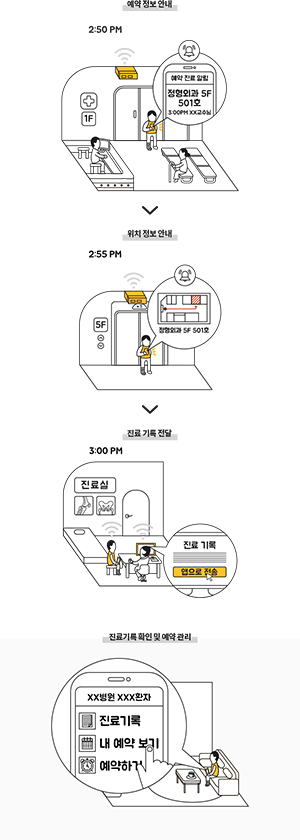 예약 정보 안내
2:50 PM
예약 진료 알림
정형외과 5F
501호
3:00PM XX교수님
1F
위치 정보 안내
2:55 PM
5F
정형외과 5F 501호
진료 기록 전달
3:00 PM
진료실
진료 기록
앱으로 전송
진료기록 확인 및 예약 관리
XX병원 XXX환자
진료기록
내 예약 보기
예약하기